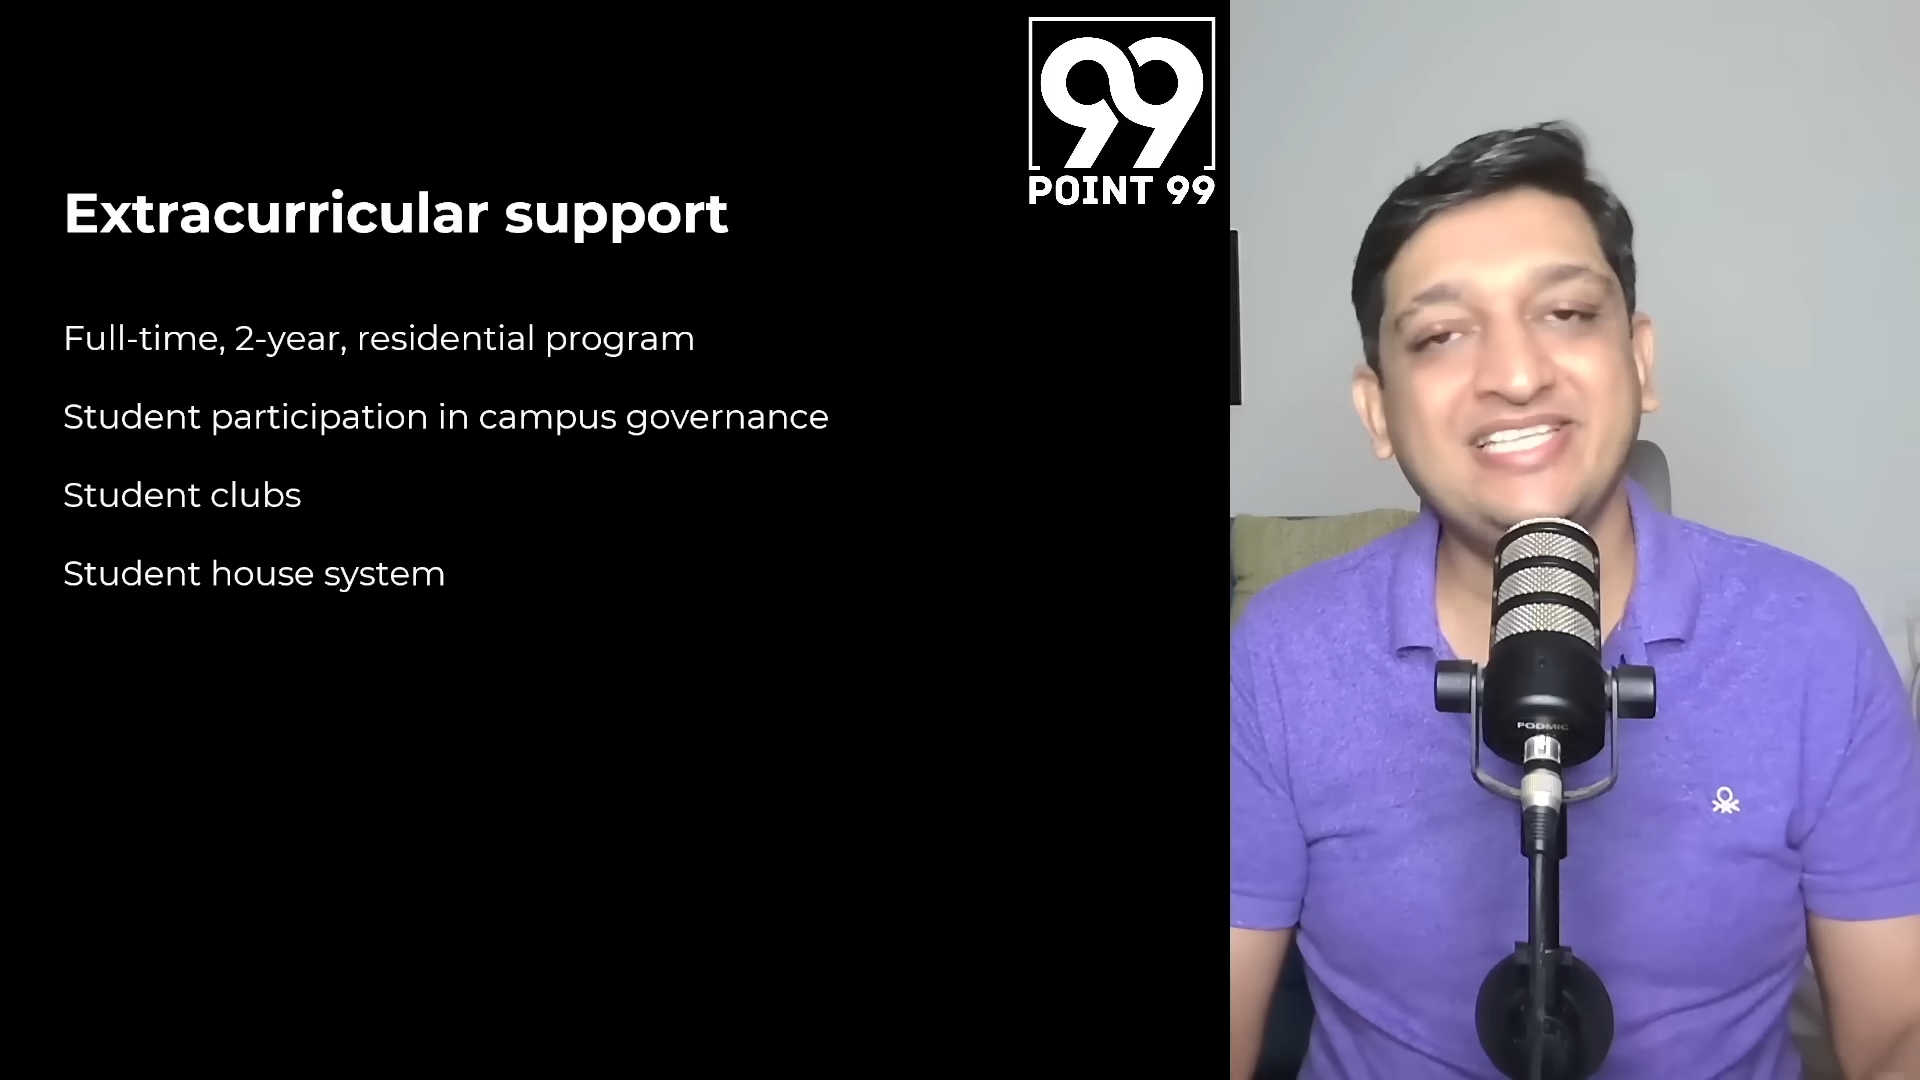 99
POINT 99
Extracurricular support
Full-time, 2-year, residential program
Student participation in campus governance
Student clubs
Student house system
PODMIC